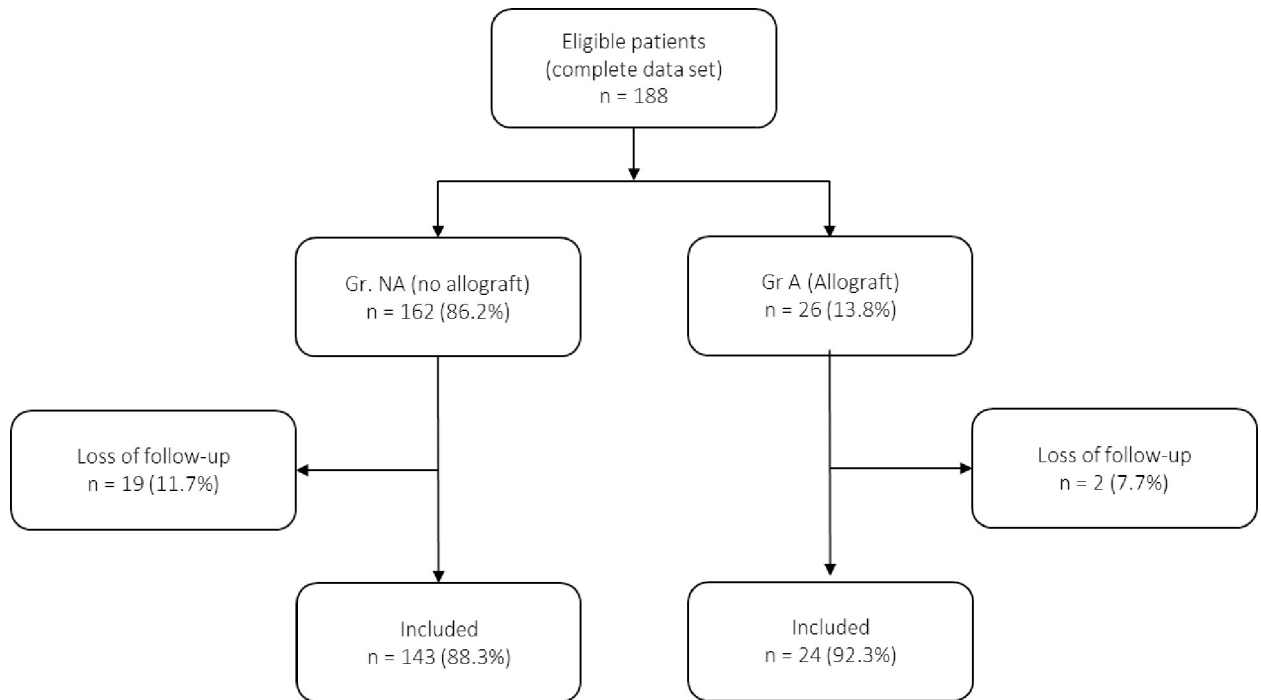 Eligible patients
(complete data set)
n = 188
Gr. NA (no allograft)
n = 162 (86.2%)
Gr A (Allograft)
n = 26 (13.8%)
Loss of follow-up
n = 19 (11.7%)
Loss of follow-up
n = 2 (7.7%)
Included
n = 143 (88.3%)
Included
n = 24 (92.3%)